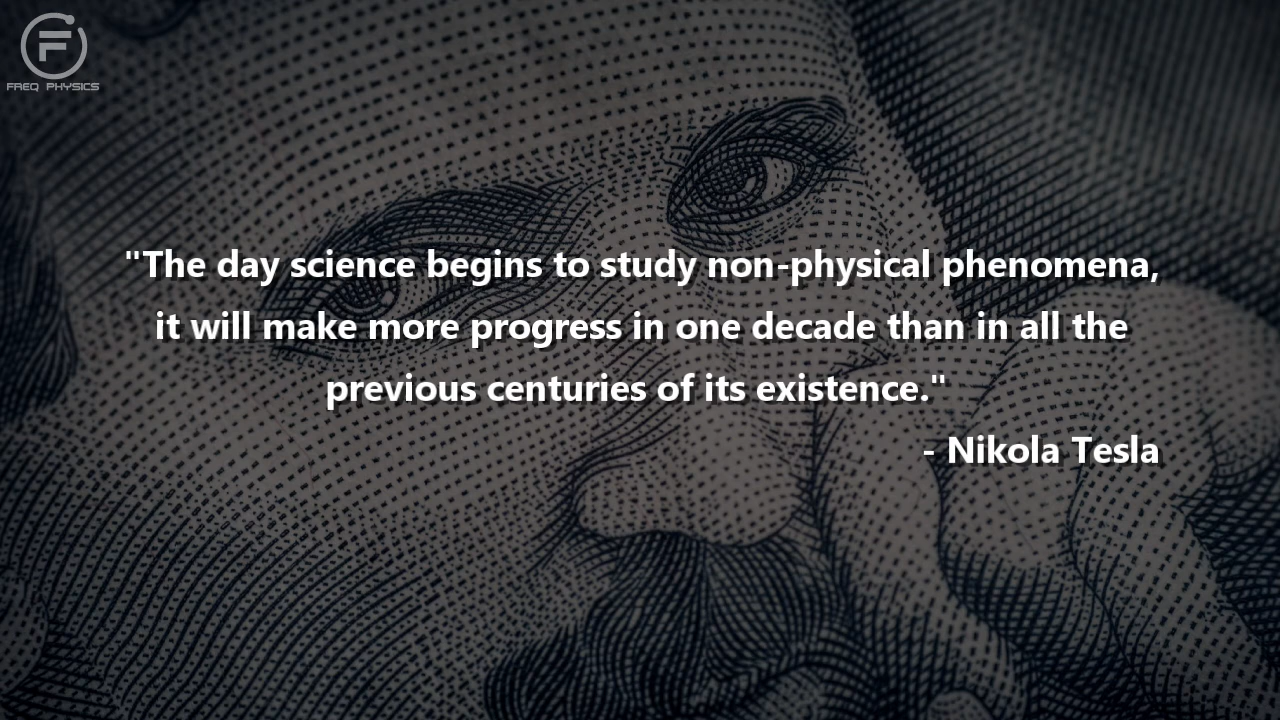 FREQ PHYSICS
"The day science begins to study non-physical phenomena,
it will make more progress in one decade than in all the
previous centuries of its existence."
- Nikola Tesla